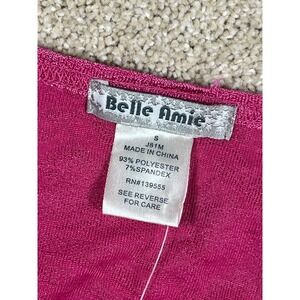 Belle Amie
S
J81M
MADE IN CHINA
93% POLYESTER
7%SPANDEX
RN#139555
SEE REVERSE
FOR CARE